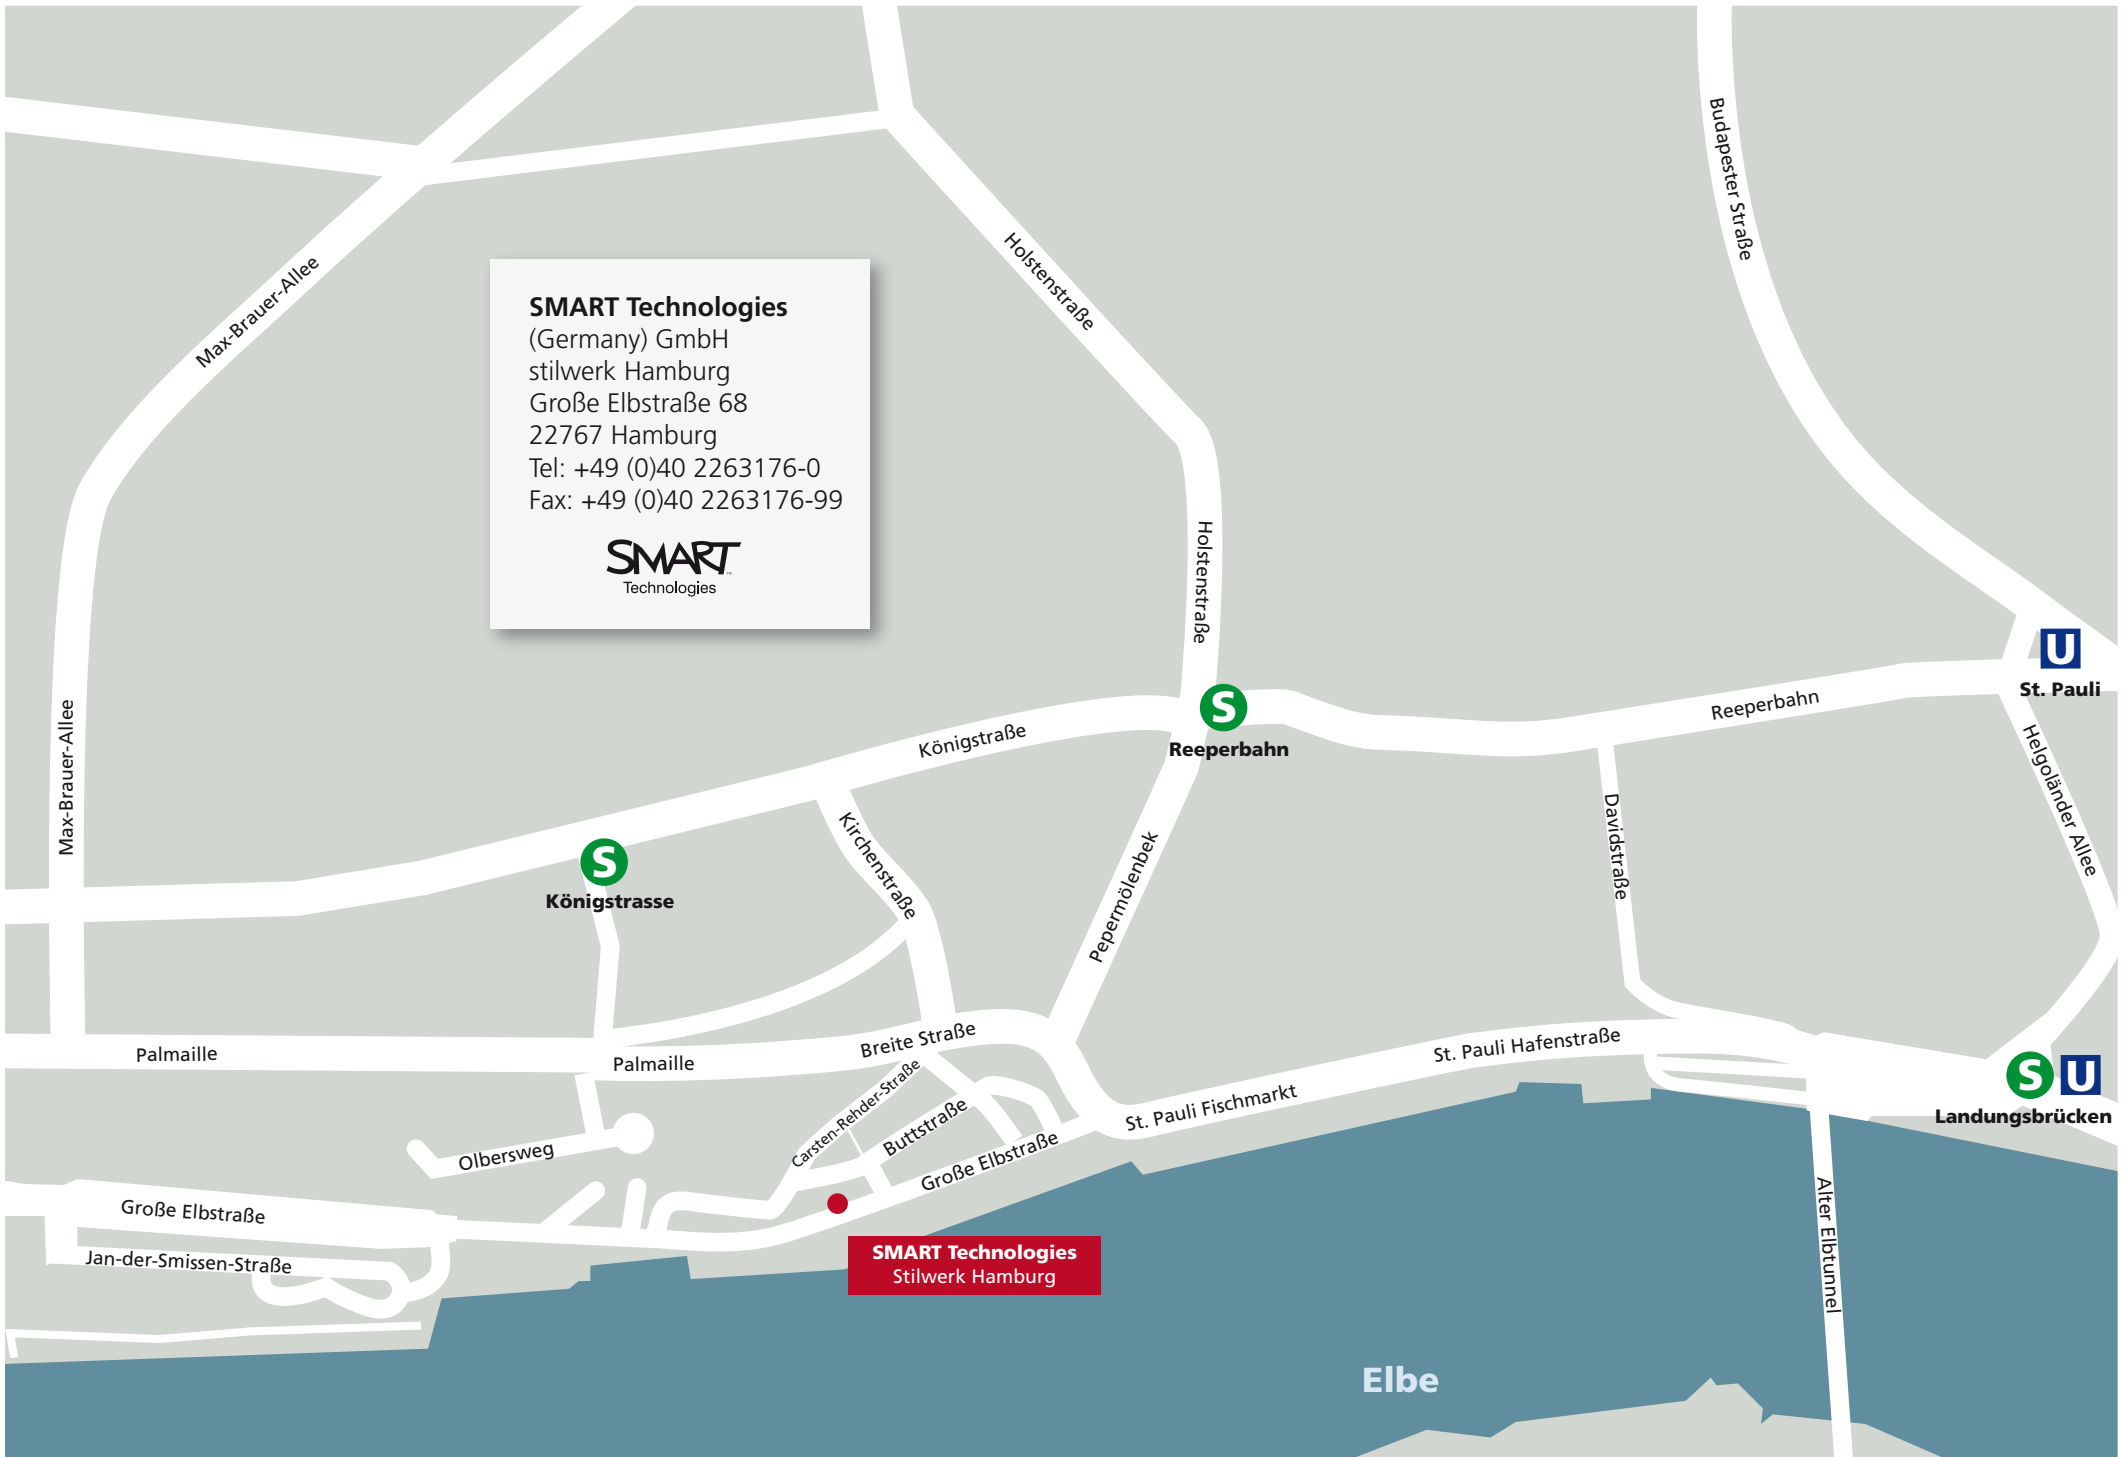 Budapester Straße
Holstenstraße
Max-Brauer-Allee
SMART Technologies
(Germany) GmbH
stilwerk Hamburg
Große Elbstraße 68
22767 Hamburg
Tel: +49 (0)40 2263176-0
Fax: +49 (0)40 2263176-99
SMART™
Technologies
Holstenstraße
U
St. Pauli
Reeperbahn
S
Reeperbahn
Königstraße
Max-Brauer-Allee
Helgoländer Allee
Davidstraße
Kirchenstraße
Pepermölenbek
S
Königstrasse
Palmaille
Palmaille
Breite Straße
St. Pauli Hafenstraße
S U
Landungsbrücken
St. Pauli Fischmarkt
Carsten-Rehder-Straße
Buttstraße
Große Elbstraße
Olbersweg
Große Elbstraße
Jan-der-Smissen-Straße
SMART Technologies
Stilwerk Hamburg
Alter Elbtunnel
Elbe